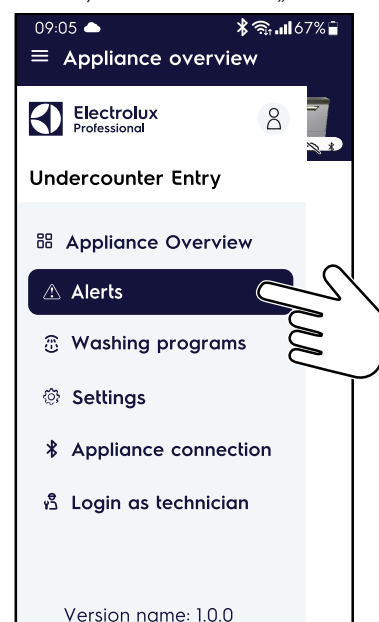 09:05 67%
Appliance overview
Electrolux
Professional
Undercounter Entry
Appliance Overview
Alerts
Washing programs
Settings
Appliance connection
Login as technician
Version name: 1.0.0